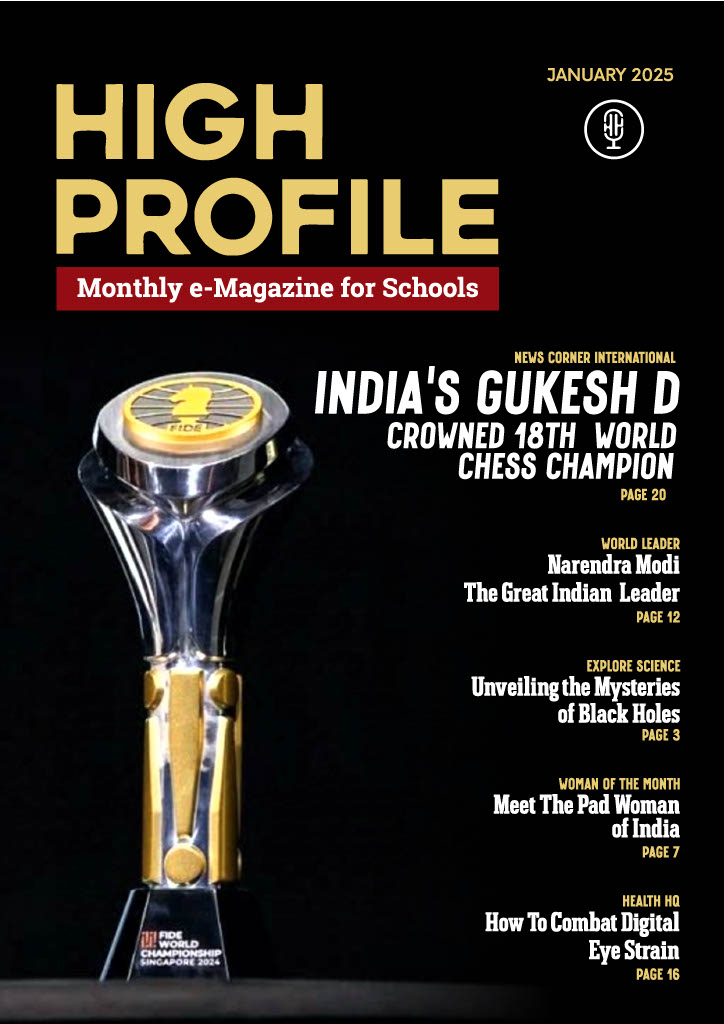 JANUARY 2025
HIGH
PROFILE
Monthly e-Magazine for Schools
NEWS CORNER INTERNATIONAL
INDIA'S GUKESH D
CROWNED 18TH WORLD
CHESS CHAMPION
PAGE 20
WORLD LEADER
Narendra Modi
The Great Indian Leader
PAGE 12
EXPLORE SCIENCE
Unveiling the Mysteries
of Black Holes
PAGE 3
WOMAN OF THE MONTH
Meet The Pad Woman
of India
PAGE 7
HEALTH HQ
How To Combat Digital
Eye Strain
PAGE 16
FIDE
FIDE
WORLD
CHAMPIONSHIP
SINGAPORE 2024